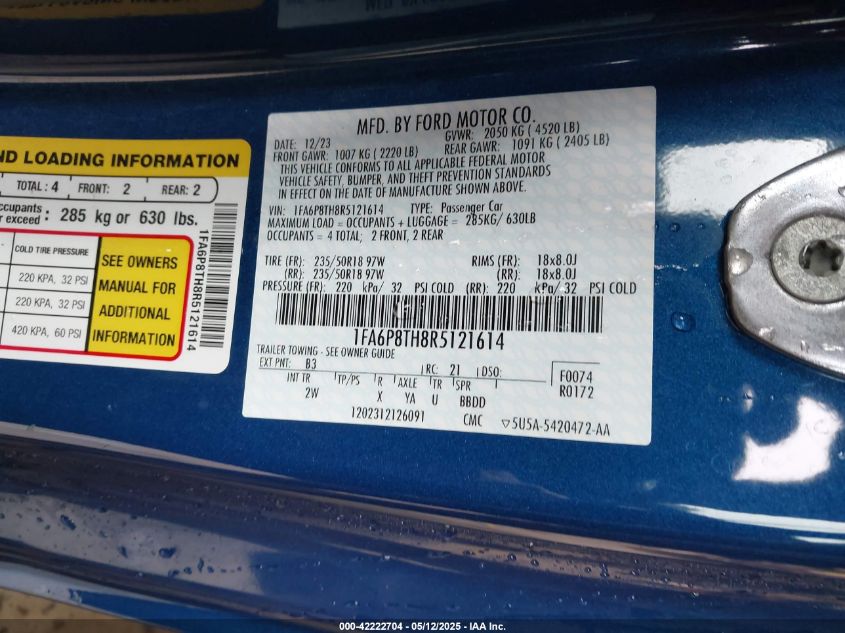 ND LOADING INFORMATION
TOTAL: 4 FRONT: 2 REAR: 2
ccupants
r exceed : 285 kg or 630 lbs.
COLD TIRE PRESSURE
220 KPA, 32 PSI
220 KPA, 32 PSI
420 KPA, 60 PSI
SEE OWNERS
MANUAL FOR
ADDITIONAL
INFORMATION
1FA6P8TH8R5121614
MFD. BY FORD MOTOR CO.
DATE: 12/23 GVWR: 2050 KG ( 4520 LB)
FRONT GAWR: 1007 KG ( 2220 LB) REAR GAWR: 1091 KG ( 2405 LB)
THIS VEHICLE CONFORMS TO ALL APPLICABLE FEDERAL MOTOR
VEHICLE SAFETY, BUMPER, AND THEFT PREVENTION STANDARDS
IN EFFECT ON THE DATE OF MANUFACTURE SHOWN ABOVE.
VIN: 1FA6P8TH8R5121614 TYPE: Passenger Car
MAXIMUM LOAD = OCCUPANTS + LUGGAGE = 285KG/ 630LB
OCCUPANTS = 4 TOTAL; 2 FRONT, 2 REAR
TIRE (FR): 235/50R18 97W RIMS (FR): 18x8.0J
(RR): 235/50R18 97W (RR): 18x8.0J
PRESSURE (FR): 220 kPa/ 32 PSI COLD (RR): 220 kPa/ 32 PSI COLD
1FA6P8TH8R5121614
TRAILER TOWING - SEE OWNER GUIDE
EXT PNT: B3 RC: 21 DSO: F0074
INT TR TP/PS R AXLE TR SPR R0172
2W X YA U BBDD
1202312126091 CMC ▽5U5A-5420472-AA
000-42222704 - 05/12/2025 - IAA Inc.